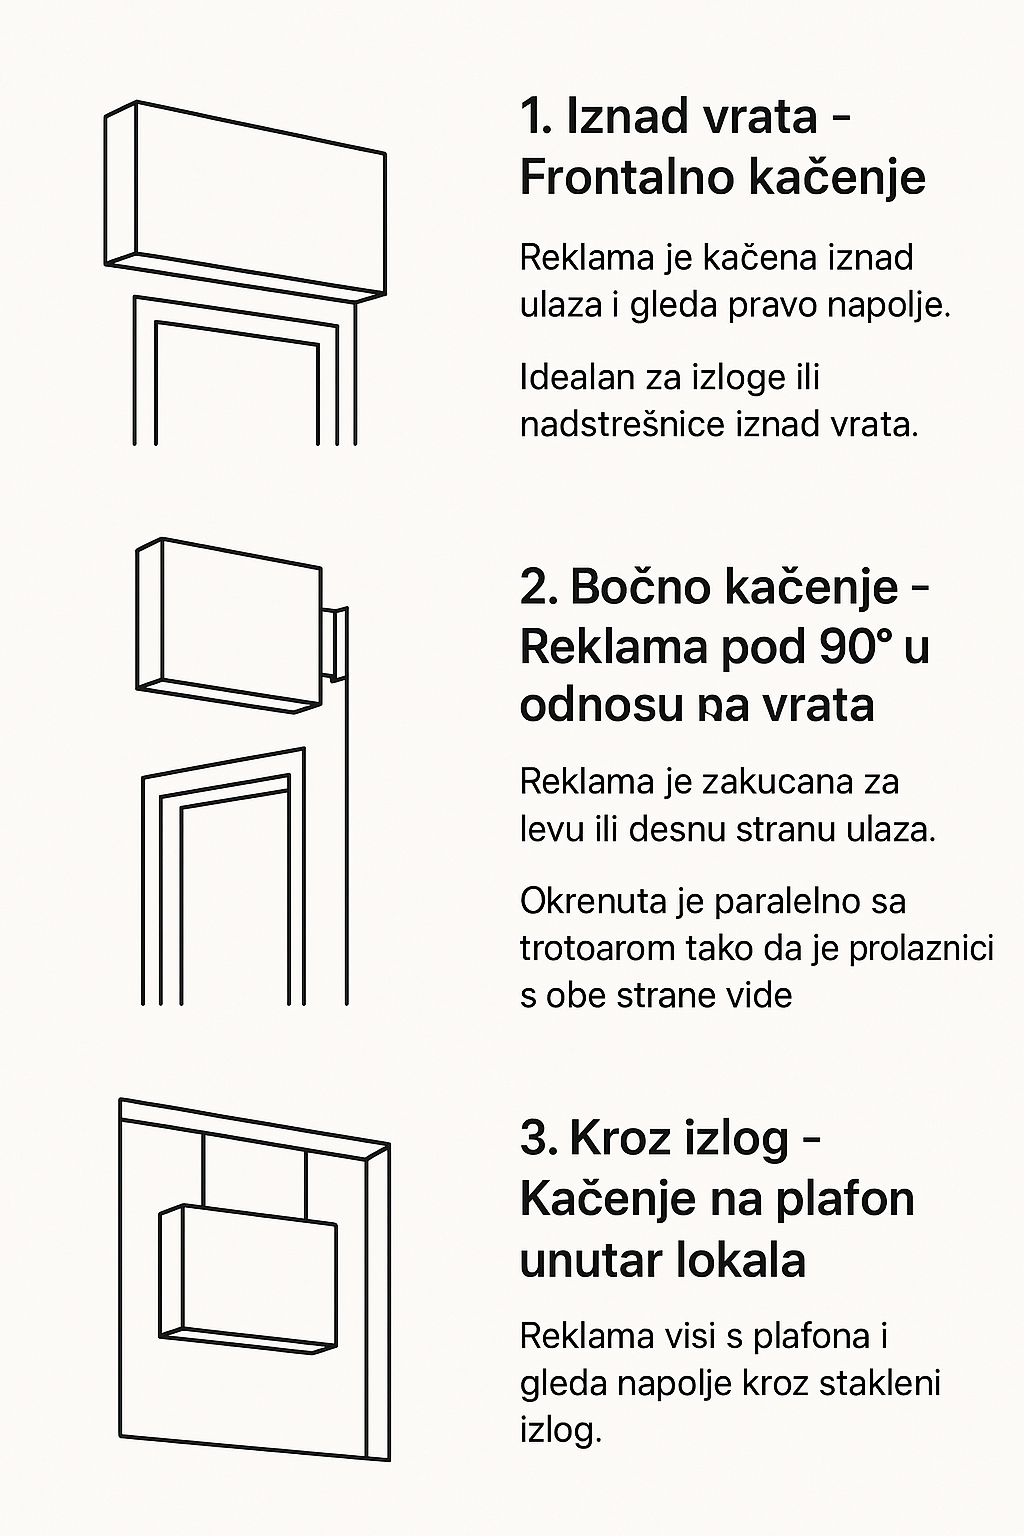 1. Iznad vrata -
Frontalno kačenje
Reklama je kačena iznad
ulaza i gleda pravo napolje.
Idealan za izloge ili
nadstrešnice iznad vrata.
2. Bočno kačenje -
Reklama pod 90° u
odnosu na vrata
Reklama je zakucana za
levu ili desnu stranu ulaza.
Okrenuta je paralelno sa
trotoarom tako da je prolaznici
s obe strane vide
3. Kroz izlog -
Kačenje na plafon
unutar lokala
Reklama visi s plafona i
gleda napolje kroz stakleni
izlog.